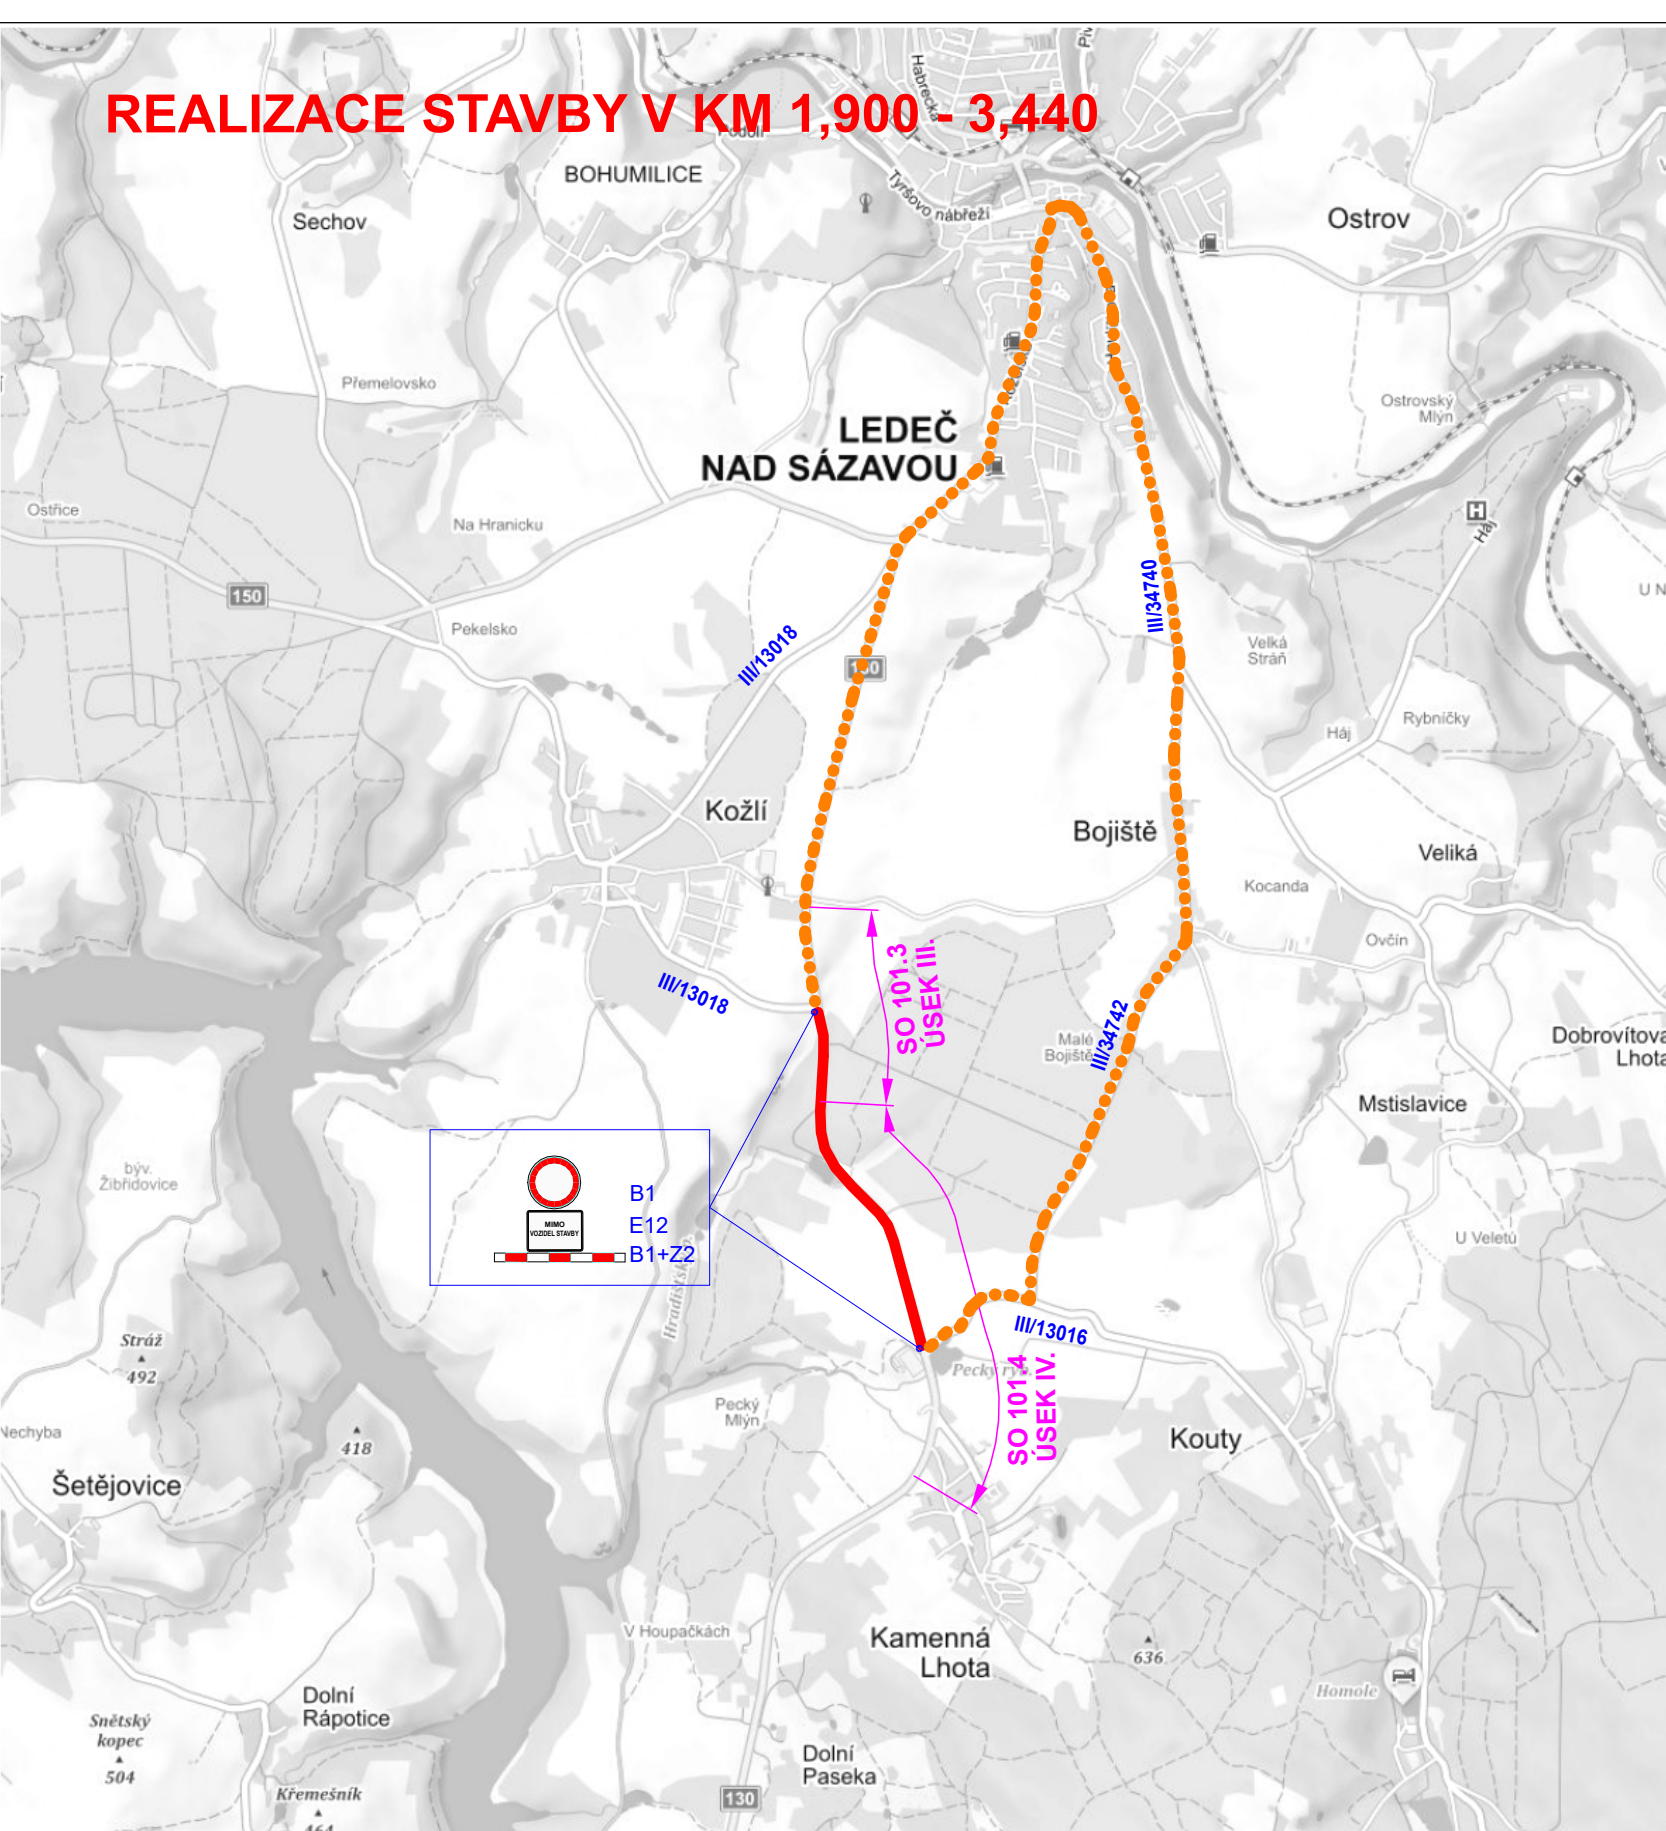 REALIZACE STAVBY V KM 1,900 - 3,440
Habrecká
BOHUMILICE
Tyršovo nábřeží
Sechov
Ostrov
Přemelovsko
Ostrovský
Mlýn
LEDEČ
NAD SÁZAVOU
Ostřice
Na Hranicku
Háj
150
III/34740
U N
Pekelsko
III/13018
Velká
Stráň
Rybníčky
Háj
Kožlí
Bojiště
Veliká
Kocanda
Ovčín
SO 101.3
ÚSEK III.
III/13018
III/34742
Malé
Bojiště
Dobrovítova
Lhota
Mstislavice
býv.
Žibřidovice
B1
MIMO
VOZIDEL STAVBY
E12
B1+Z2
U Veletů
III/13016
Stráž
492
Pecký
Mlýn
SO 101.4
ÚSEK IV.
Nechyba
418
Kouty
Šetějovice
V Houpačkách
Kamenná
Lhota
636
Homole
Dolní
Rápotice
Snětský
kopec
504
Dolní
Paseka
Křemešník
464
130